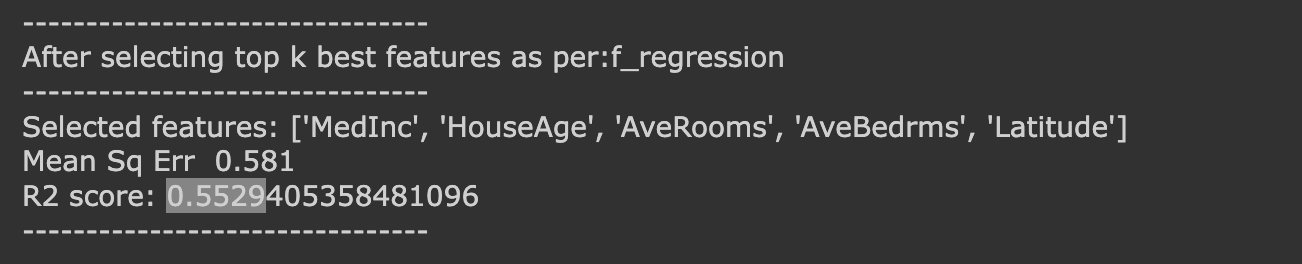 --------------------------------
After selecting top k best features as per:f_regression
--------------------------------
Selected features: ['MedInc', 'HouseAge', 'AveRooms', 'AveBedrms', 'Latitude']
Mean Sq Err  0.581
R2 score: 0.5529405358481096
--------------------------------